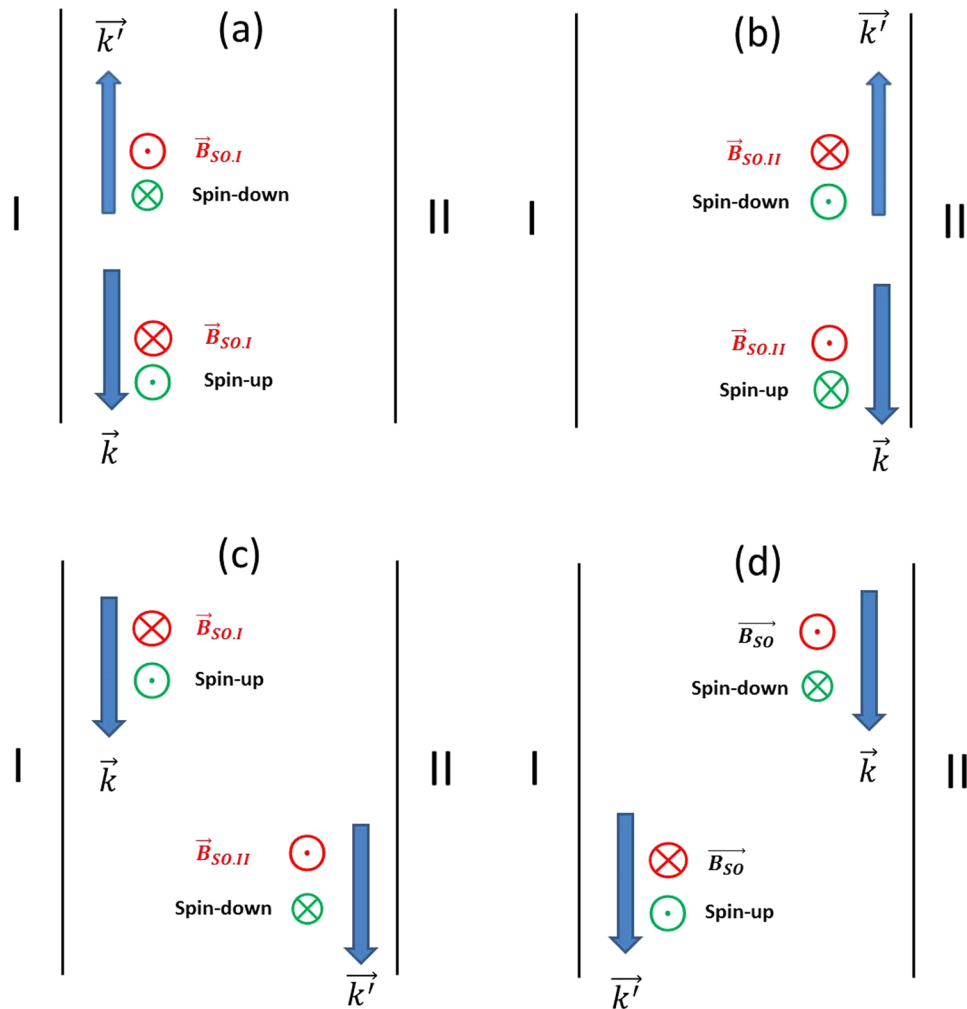 (a)
k'
B_SO.I
Spin-down
I
II
B_SO.I
Spin-up
k
(b)
k'
B_SO.II
Spin-down
I
II
B_SO.II
Spin-up
k
(c)
B_SO.I
Spin-up
k
I
II
B_SO.II
Spin-down
k'
(d)
B_SO
Spin-down
k
I
II
B_SO
Spin-up
k'